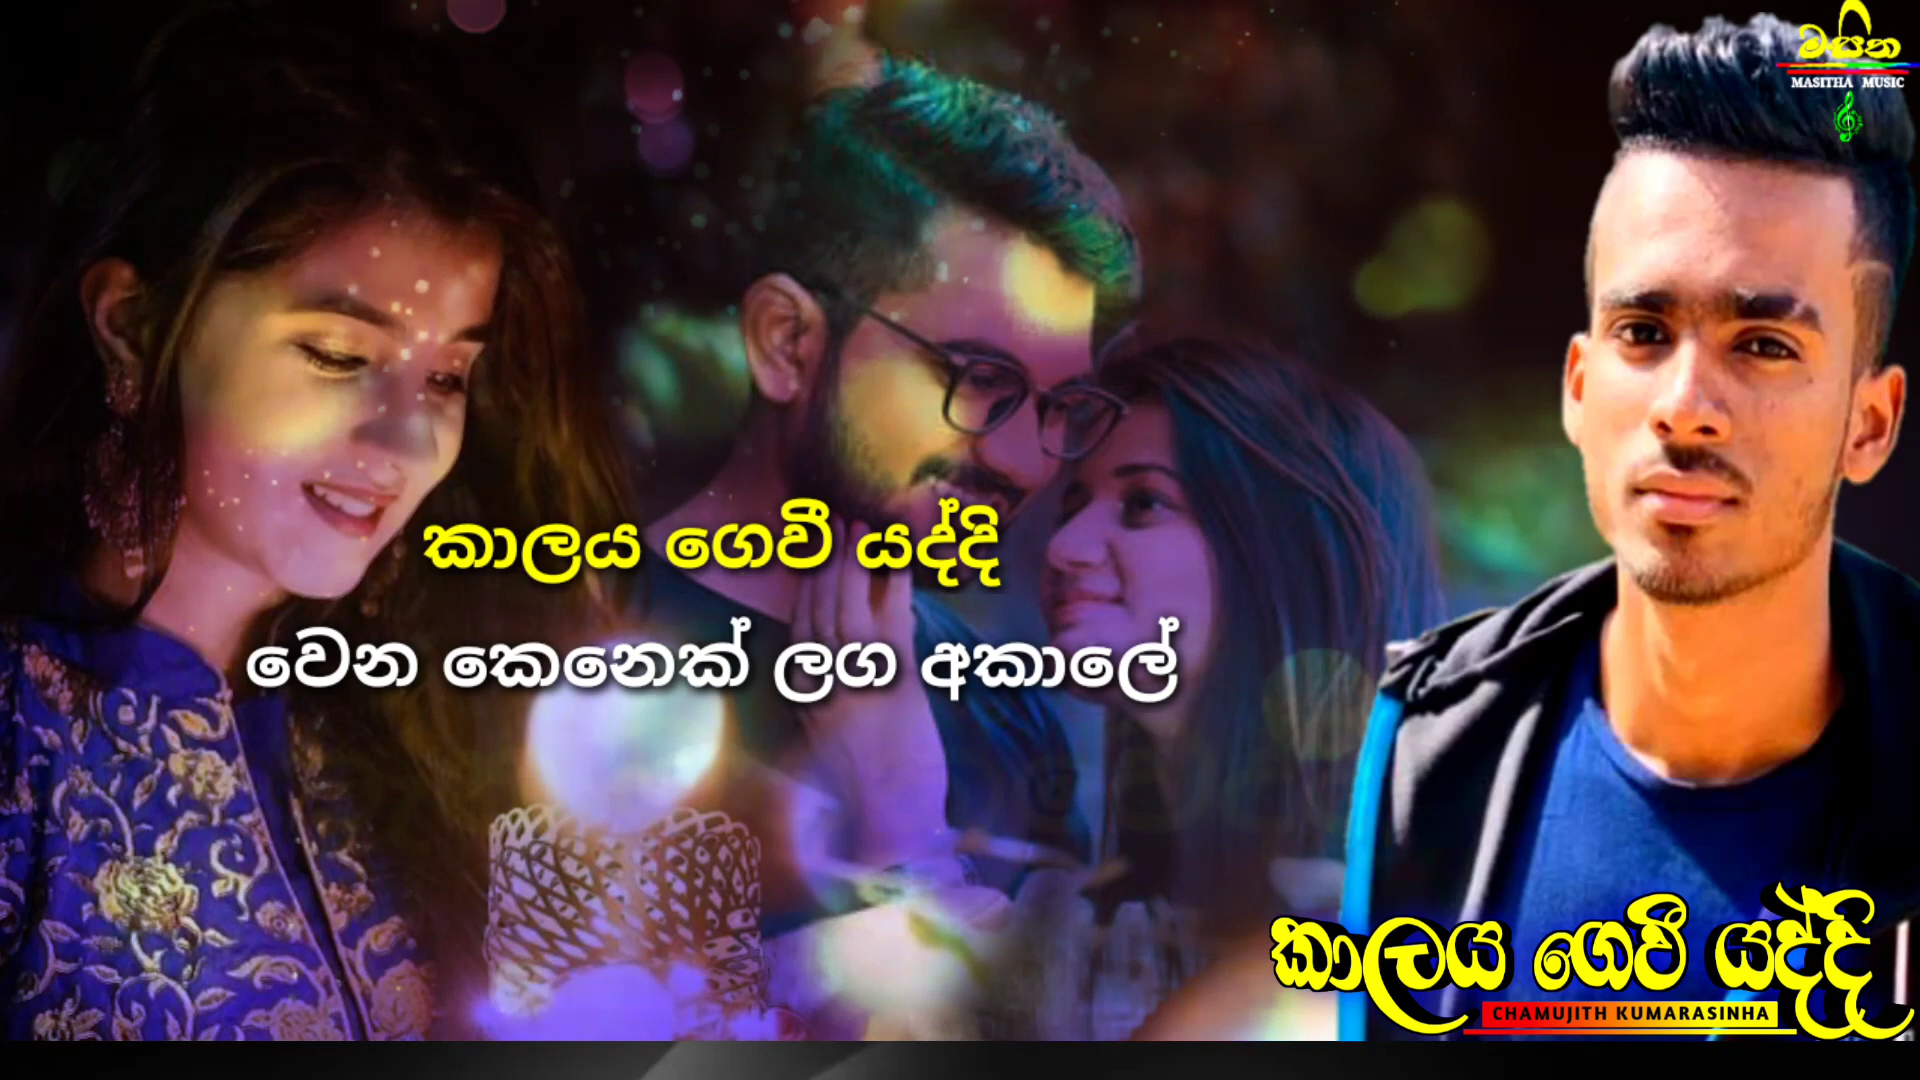 මසිත
MASITHA MUSIC
කාලය ගෙවී යද්දි
වෙන කෙනෙක් ලග අකාලේ
කාලය ගෙවී යද්දි
CHAMUJITH KUMARASINHA